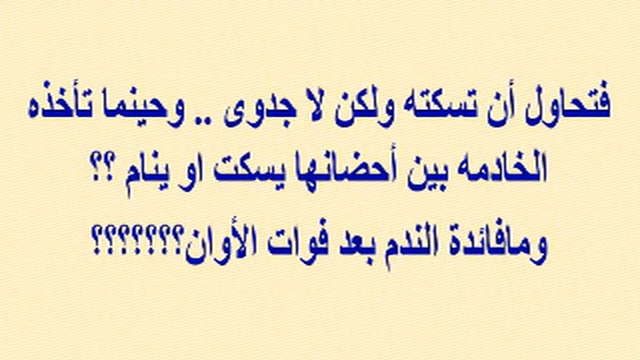 فتحاول أن تسكته ولكن لا جدوى .. وحينما تأخذه
الخادمه بين أحضانها يسكت او ينام ؟؟
ومافائدة الندم بعد فوات الأوان؟؟؟؟؟؟؟